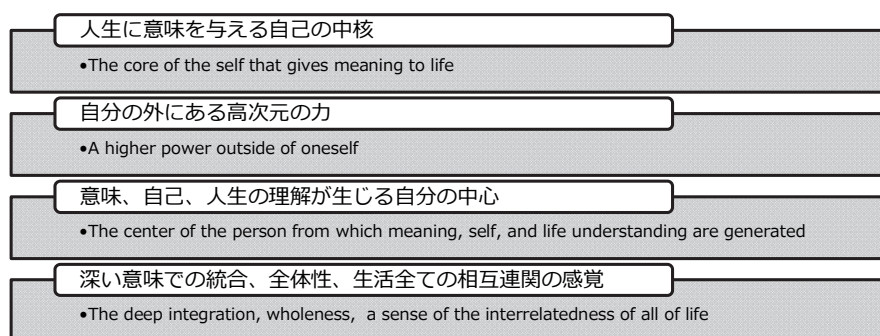 人生に意味を与える自己の中核
•The core of the self that gives meaning to life
自分の外にある高次元の力
•A higher power outside of oneself
意味、自己、人生の理解が生じる自分の中心
•The center of the person from which meaning, self, and life understanding are generated
深い意味での統合、全体性、生活全ての相互連関の感覚
•The deep integration, wholeness, a sense of the interrelatedness of all of life